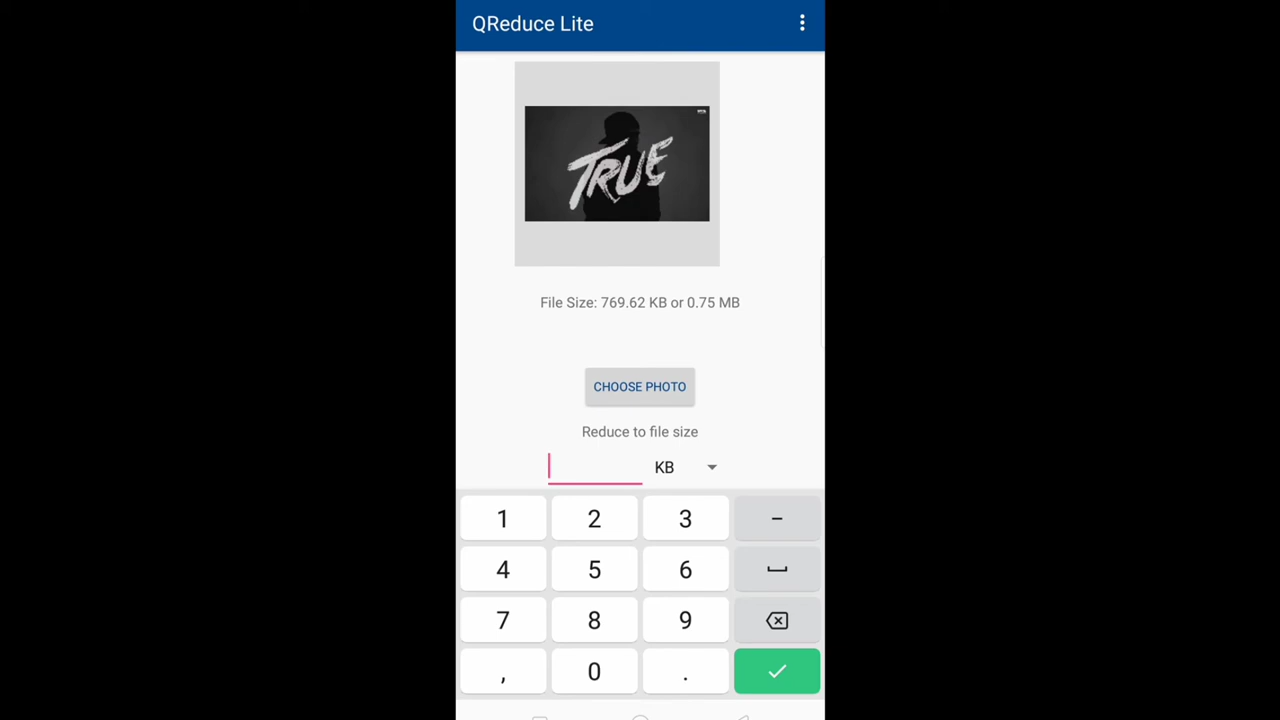 QReduce Lite
TRUE
File Size: 769.62 KB or 0.75 MB
CHOOSE PHOTO
Reduce to file size
KB
1 2 3 -
4 5 6
7 8 9
, 0 .